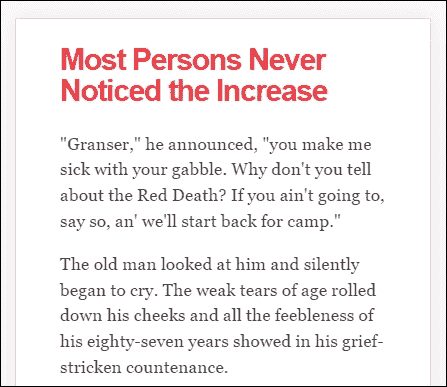 Most Persons Never
Noticed the Increase
"Granser," he announced, "you make me
sick with your gabble. Why don't you tell
about the Red Death? If you ain't going to,
say so, an' we'll start back for camp."
The old man looked at him and silently
began to cry. The weak tears of age rolled
down his cheeks and all the feebleness of
his eighty-seven years showed in his grief-
stricken countenance.